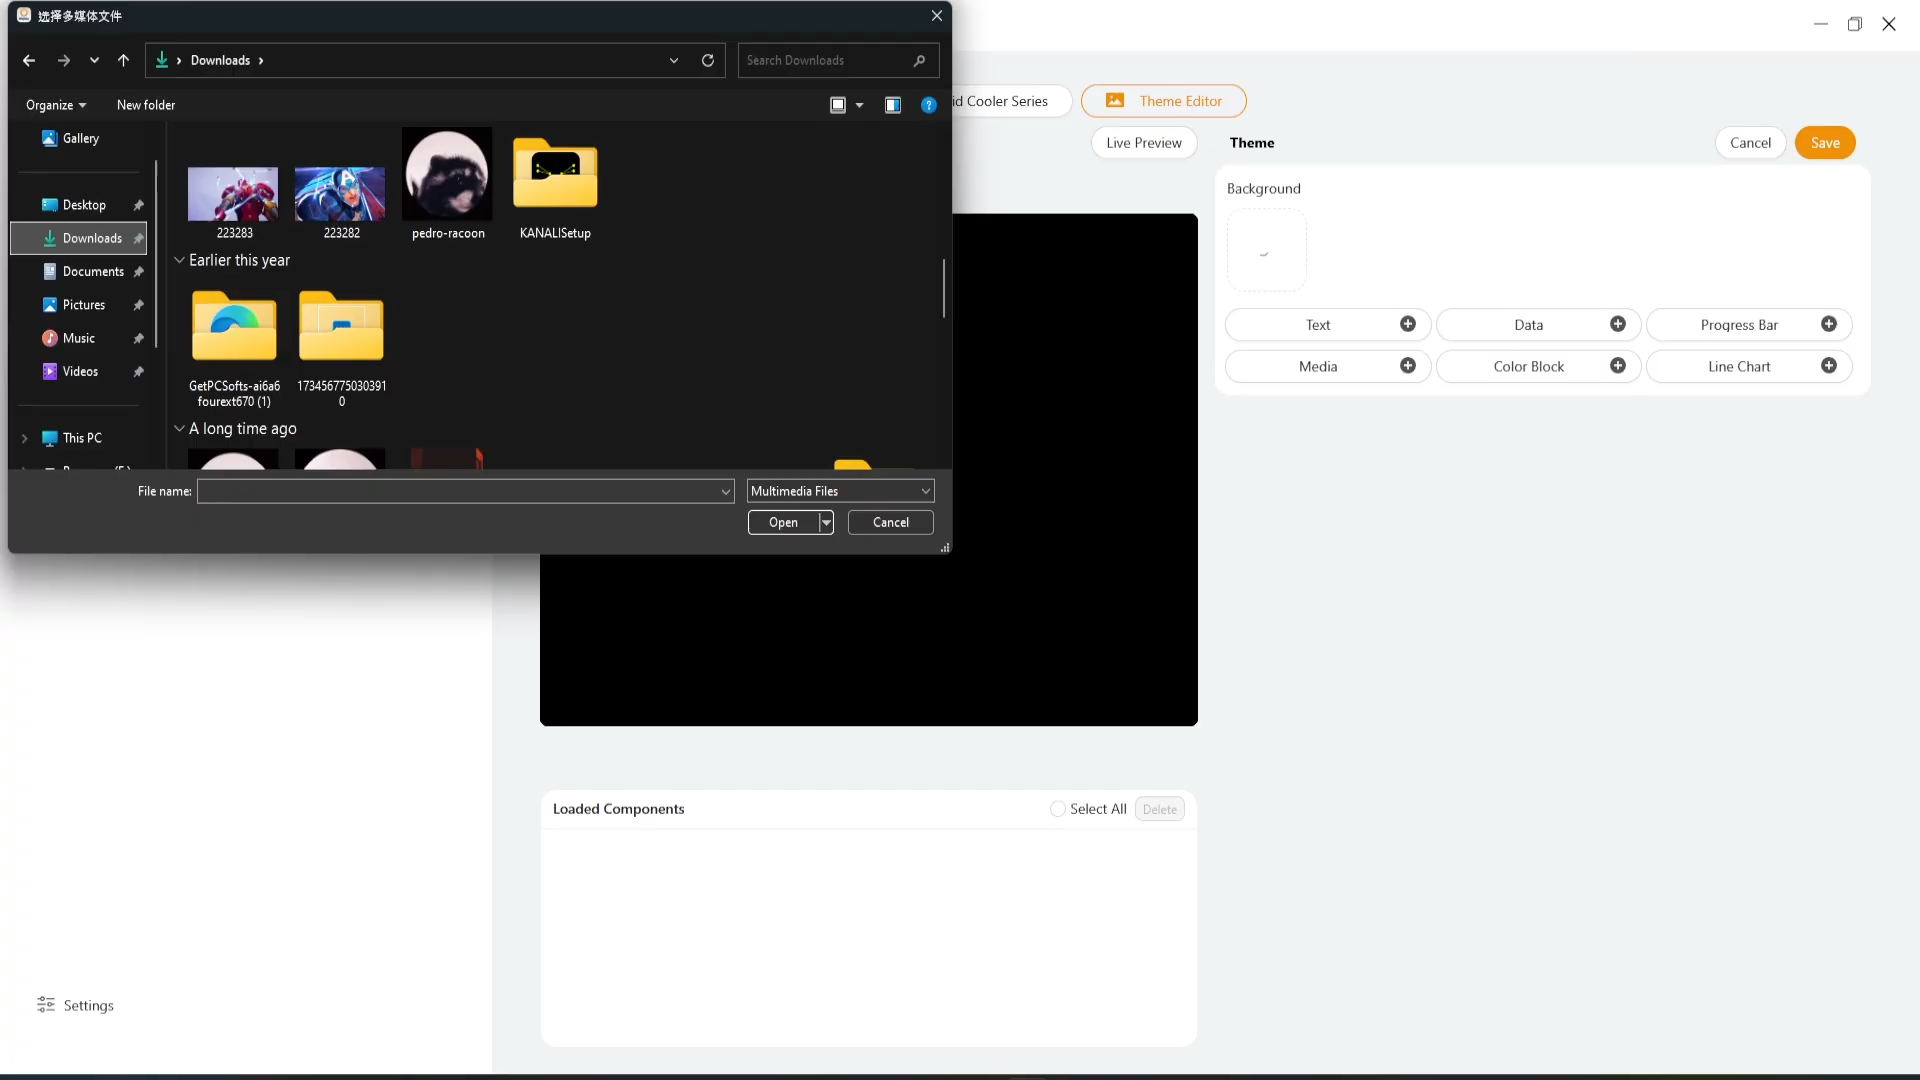 选择多媒体文件
Downloads
Search Downloads
Organize
New folder
Gallery
Desktop
Downloads
Documents
Pictures
Music
Videos
This PC
223283
223282
pedro-racoon
KANALISetup
Earlier this year
GetPCSofts-ai6a6
fourext670 (1)
173456775030391
0
A long time ago
File name:
Multimedia Files
Open
Cancel
id Cooler Series
Theme Editor
Live Preview
Theme
Cancel
Save
Background
Text
Data
Progress Bar
Media
Color Block
Line Chart
Loaded Components
Select All
Delete
Settings